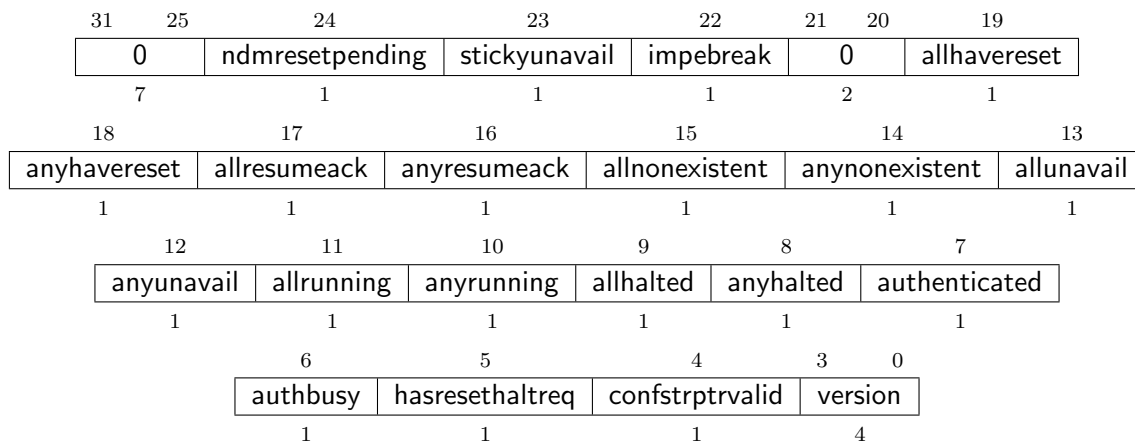 31 25 24 23 22 21 20 19
0 ndmresetpending stickyunavail impebreak 0 allhavereset
7 1 1 1 2 1
18 17 16 15 14 13
anyhavereset allresumeack anyresumeack allnonexistent anynonexistent allunavail
1 1 1 1 1 1
12 11 10 9 8 7
anyunavail allrunning anyrunning allhalted anyhalted authenticated
1 1 1 1 1 1
6 5 4 3 0
authbusy hasresethaltreq confstrptrvalid version
1 1 1 4